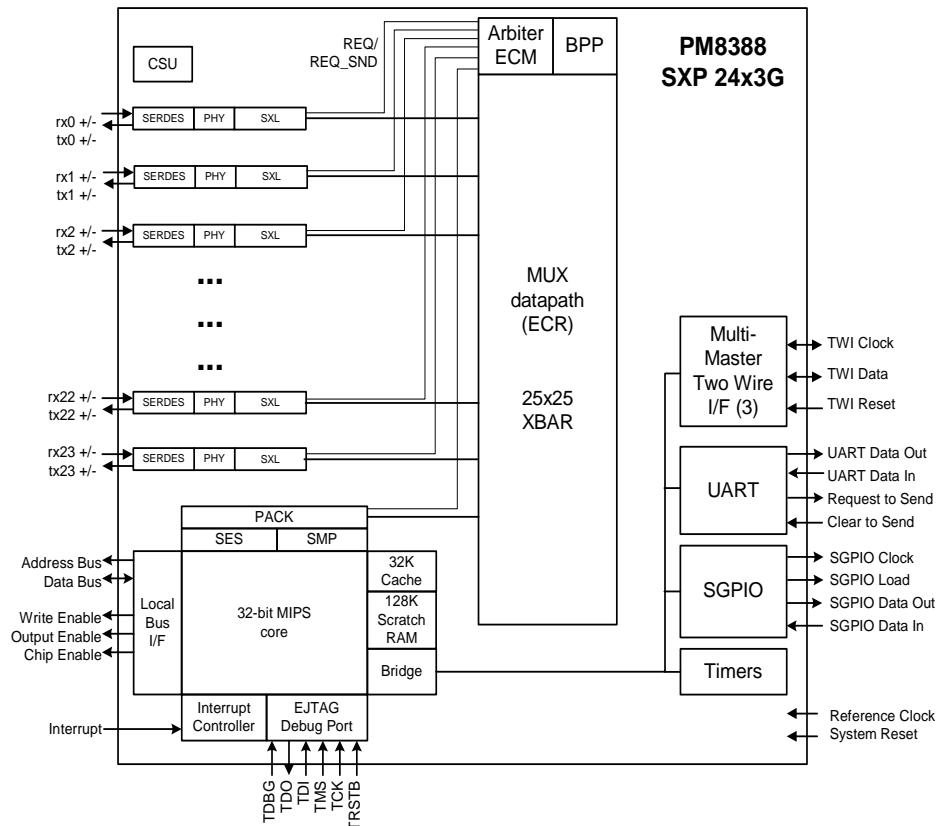 PM8388
SXP 24x3G
CSU
REQ/
REQ_SND
Arbiter
ECM
BPP
rx0 +/-
tx0 +/-
SERDES
PHY
SXL
rx1 +/-
tx1 +/-
SERDES
PHY
SXL
rx2 +/-
tx2 +/-
SERDES
PHY
SXL
...
...
...
rx22 +/-
tx22 +/-
SERDES
PHY
SXL
rx23 +/-
tx23 +/-
SERDES
PHY
SXL
MUX
datapath
(ECR)
25x25
XBAR
Multi-
Master
Two Wire
I/F (3)
TWI Clock
TWI Data
TWI Reset
UART
UART Data Out
UART Data In
Request to Send
Clear to Send
SGPIO
SGPIO Clock
SGPIO Load
SGPIO Data Out
SGPIO Data In
Timers
Reference Clock
System Reset
PACK
SES
SMP
Address Bus
Data Bus
Write Enable
Output Enable
Chip Enable
Local
Bus
I/F
32-bit MIPS
core
32K
Cache
128K
Scratch
RAM
Bridge
Interrupt
Interrupt
Controller
EJTAG
Debug Port
TDBG
TDO
TDI
TMS
TCK
TRSTB